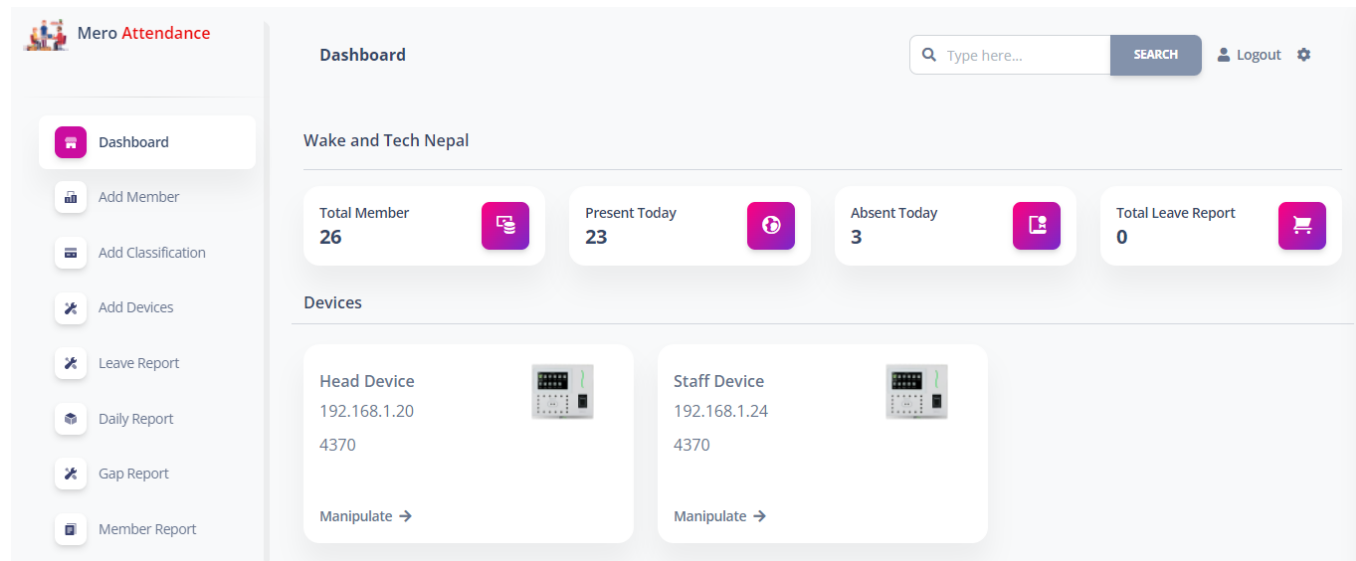 Mero Attendance
Dashboard
Type here...
SEARCH
Logout
Dashboard
Add Member
Add Classification
Add Devices
Leave Report
Daily Report
Gap Report
Member Report
Wake and Tech Nepal
Total Member
26
Present Today
23
Absent Today
3
Total Leave Report
0
Devices
Head Device
192.168.1.20
4370
Manipulate →
Staff Device
192.168.1.24
4370
Manipulate →